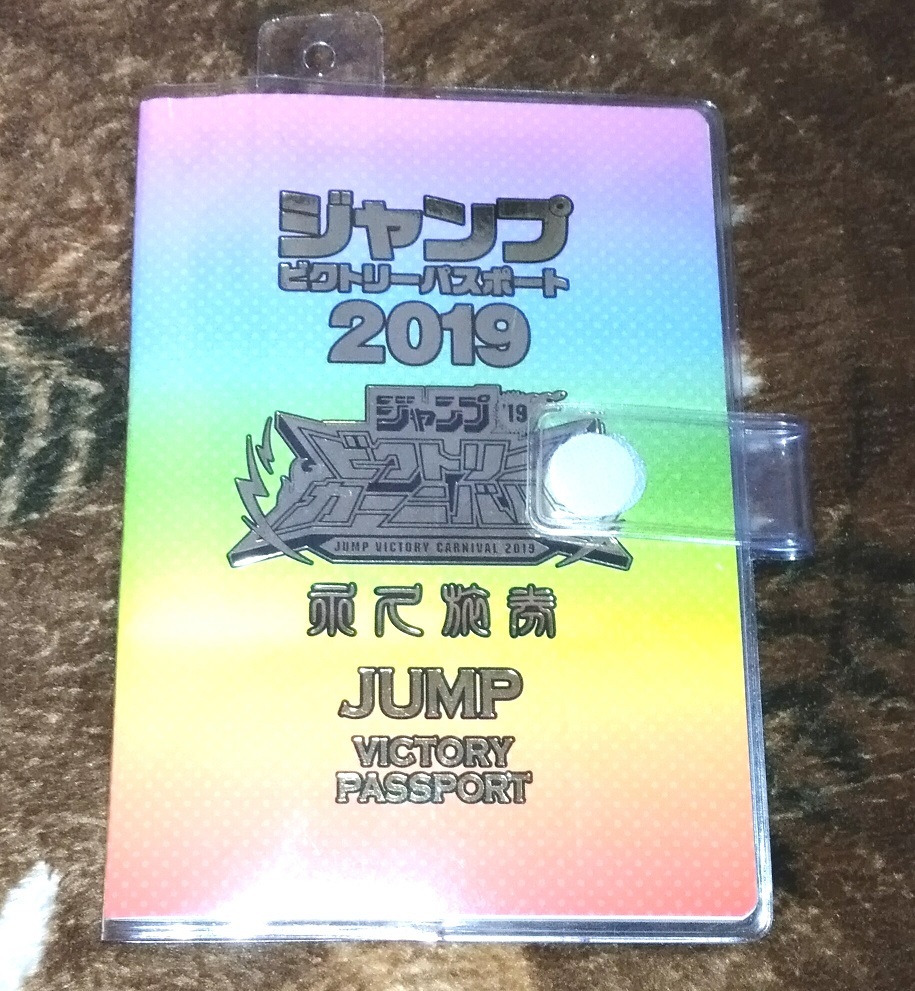 ジャンプ
ビクトリーパスポート
2019
ジャンプ '19
ビクトリ
カーニバ
JUMP VICTORY CARNIVAL 2019
永久旅券
JUMP
VICTORY
PASSPORT